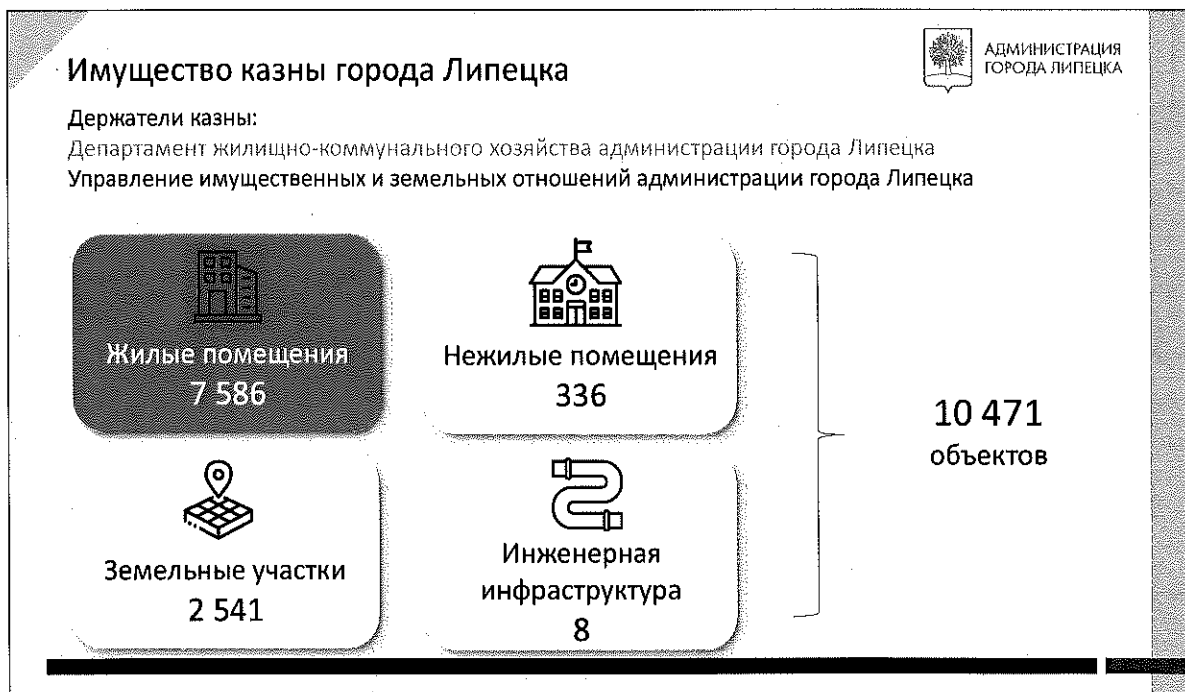 Имущество казны города Липецка
АДМИНИСТРАЦИЯ
ГОРОДА ЛИПЕЦКА
Держатели казны:
Департамент жилищно-коммунального хозяйства администрации города Липецка
Управление имущественных и земельных отношений администрации города Липецка
Жилые помещения
7 586
Нежилые помещения
336
Земельные участки
2 541
Инженерная
инфраструктура
8
10 471
объектов